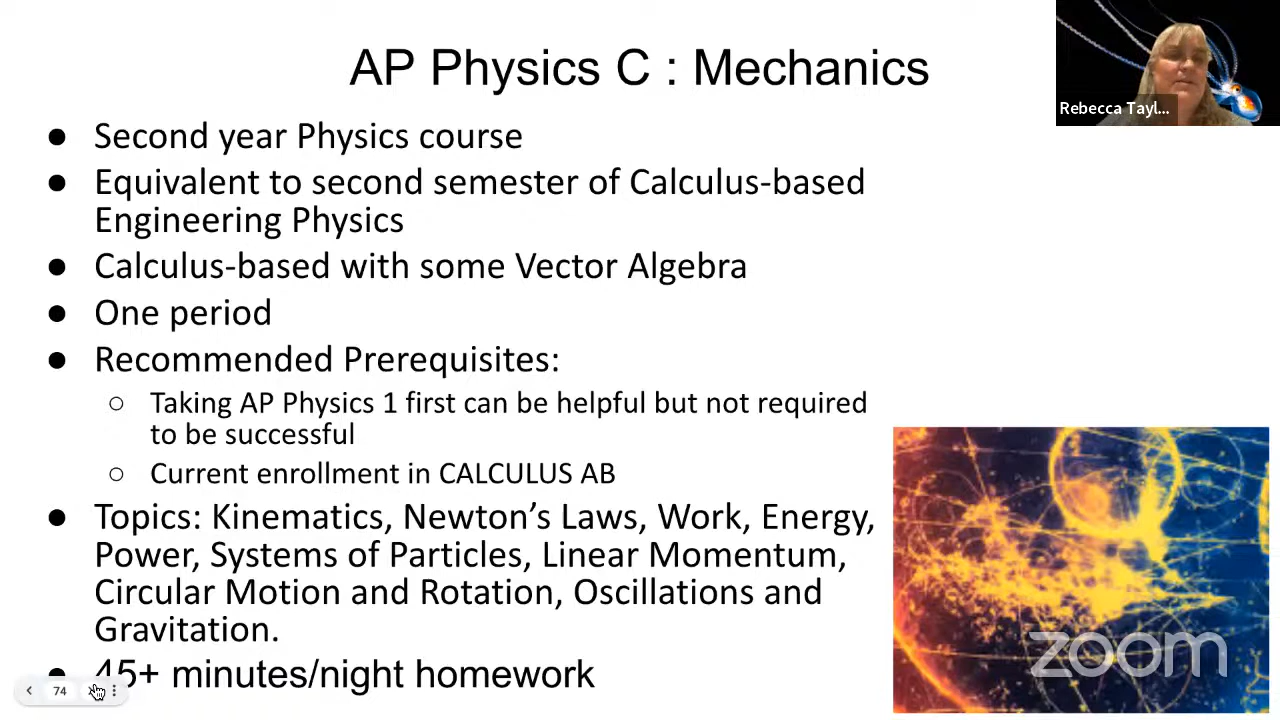 AP Physics C : Mechanics
Rebecca Tayl...
● Second year Physics course
● Equivalent to second semester of Calculus-based
Engineering Physics
● Calculus-based with some Vector Algebra
● One period
● Recommended Prerequisites:
○ Taking AP Physics 1 first can be helpful but not required
to be successful
○ Current enrollment in CALCULUS AB
● Topics: Kinematics, Newton’s Laws, Work, Energy,
Power, Systems of Particles, Linear Momentum,
Circular Motion and Rotation, Oscillations and
Gravitation.
● 45+ minutes/night homework
74
zoom